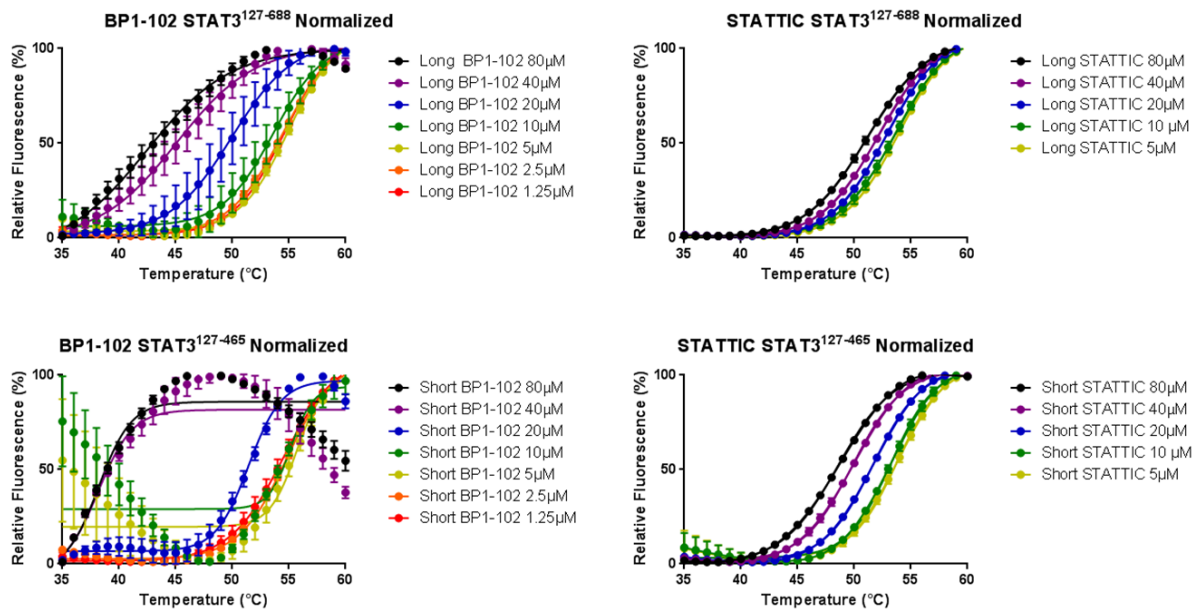 BP1-102 STAT3¹²⁷⁻⁶⁸⁸ Normalized
Relative Fluorescence (%)
100
50
0
35 40 45 50 55 60
Temperature (°C)
Long BP1-102 80µM
Long BP1-102 40µM
Long BP1-102 20µM
Long BP1-102 10µM
Long BP1-102 5µM
Long BP1-102 2.5µM
Long BP1-102 1.25µM
STATTIC STAT3¹²⁷⁻⁶⁸⁸ Normalized
Relative Fluorescence (%)
100
50
0
35 40 45 50 55 60
Temperature (°C)
Long STATTIC 80µM
Long STATTIC 40µM
Long STATTIC 20µM
Long STATTIC 10 µM
Long STATTIC 5µM
BP1-102 STAT3¹²⁷⁻⁴⁶⁵ Normalized
Relative Fluorescence (%)
100
50
0
35 40 45 50 55 60
Temperature (°C)
Short BP1-102 80µM
Short BP1-102 40µM
Short BP1-102 20µM
Short BP1-102 10µM
Short BP1-102 5µM
Short BP1-102 2.5µM
Short BP1-102 1.25µM
STATTIC STAT3¹²⁷⁻⁴⁶⁵ Normalized
Relative Fluorescence (%)
100
50
0
35 40 45 50 55 60
Temperature (°C)
Short STATTIC 80µM
Short STATTIC 40µM
Short STATTIC 20µM
Short STATTIC 10 µM
Short STATTIC 5µM